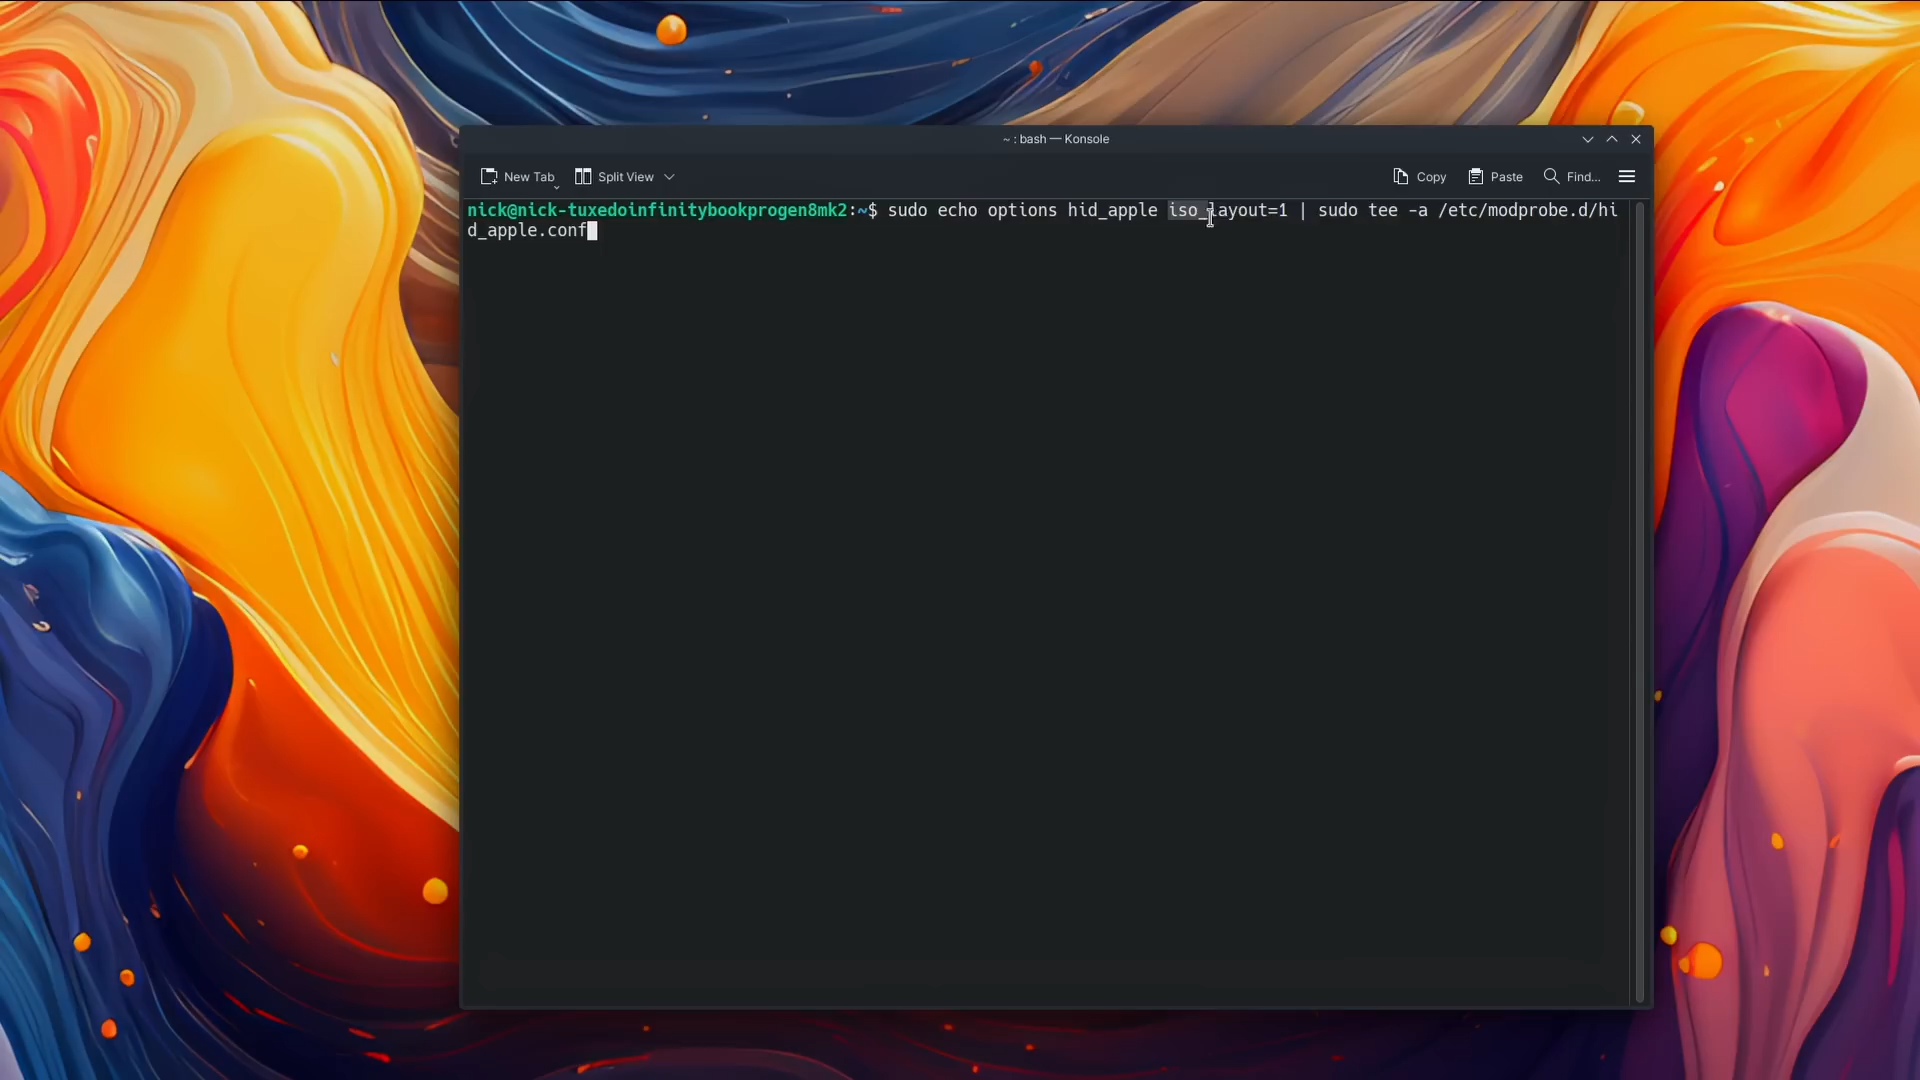 ~ : bash — Konsole
New Tab Split View Copy Paste Find...
nick@nick-tuxedoinfinitybookprogen8mk2:~$ sudo echo options hid_apple iso_layout=1 | sudo tee -a /etc/modprobe.d/hi
d_apple.conf